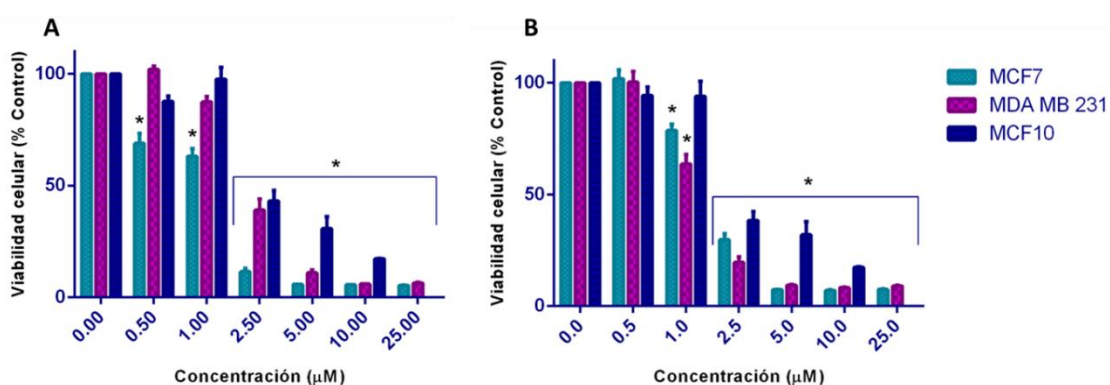 A
Viabilidad celular (% Control)
100
50
0
*
*
*
0.00
0.50
1.00
2.50
5.00
10.00
25.00
Concentración (µM)
B
Viabilidad celular (% Control)
100
50
0
*
*
*
0.0
0.5
1.0
2.5
5.0
10.0
25.0
Concentración (µM)
MCF7
MDA MB 231
MCF10